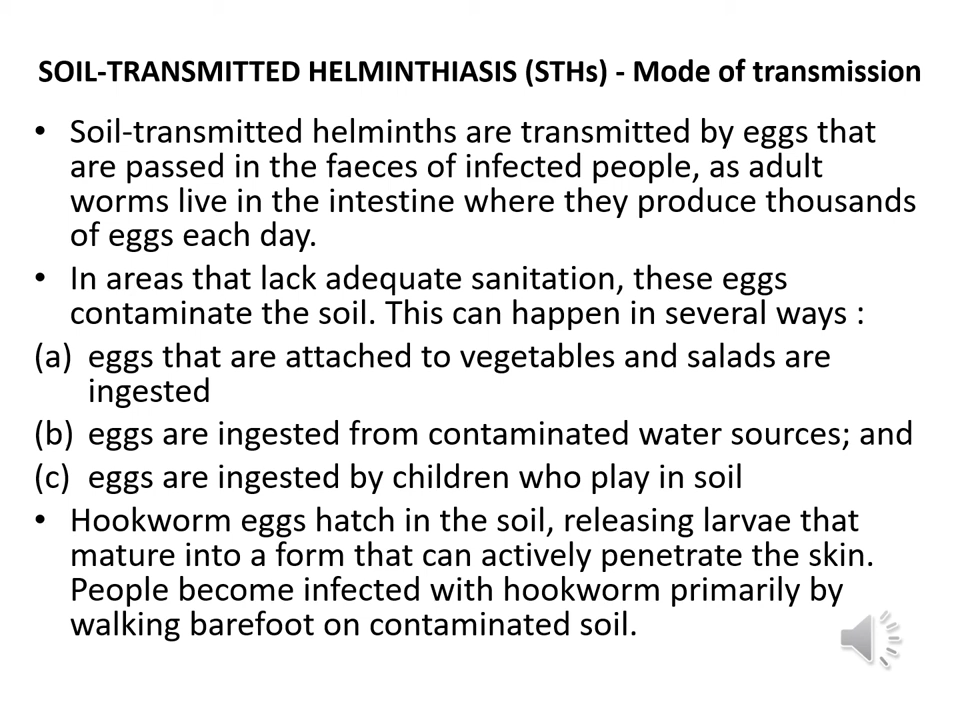 SOIL-TRANSMITTED HELMINTHIASIS (STHs) - Mode of transmission
• Soil-transmitted helminths are transmitted by eggs that
are passed in the faeces of infected people, as adult
worms live in the intestine where they produce thousands
of eggs each day.
• In areas that lack adequate sanitation, these eggs
contaminate the soil. This can happen in several ways :
(a) eggs that are attached to vegetables and salads are
ingested
(b) eggs are ingested from contaminated water sources; and
(c) eggs are ingested by children who play in soil
• Hookworm eggs hatch in the soil, releasing larvae that
mature into a form that can actively penetrate the skin.
People become infected with hookworm primarily by
walking barefoot on contaminated soil.